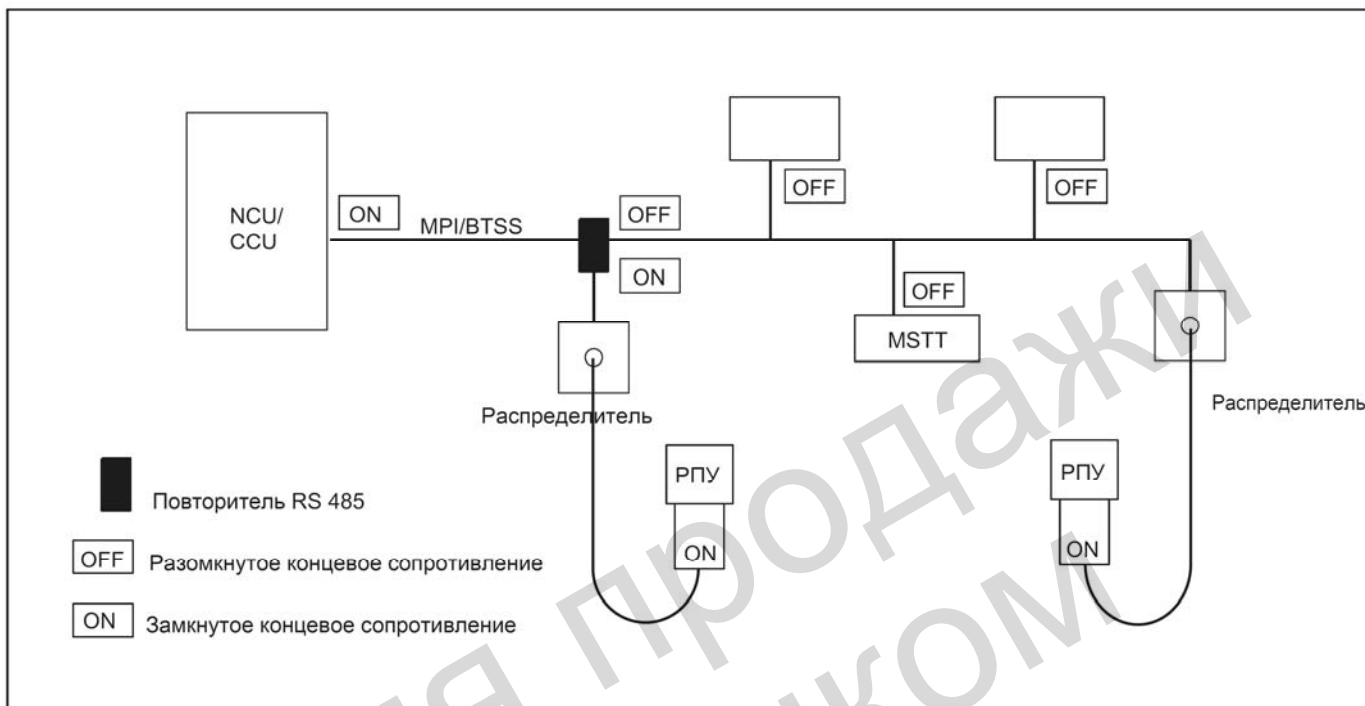 OFF
OFF
NCU/
CCU
ON
MPI/BTSS
OFF
ON
OFF
MSTT
Распределитель
Распределитель
РПУ
ON
РПУ
ON
Повторитель RS 485
OFF Разомкнутое концевое сопротивление
ON Замкнутое концевое сопротивление
продажи